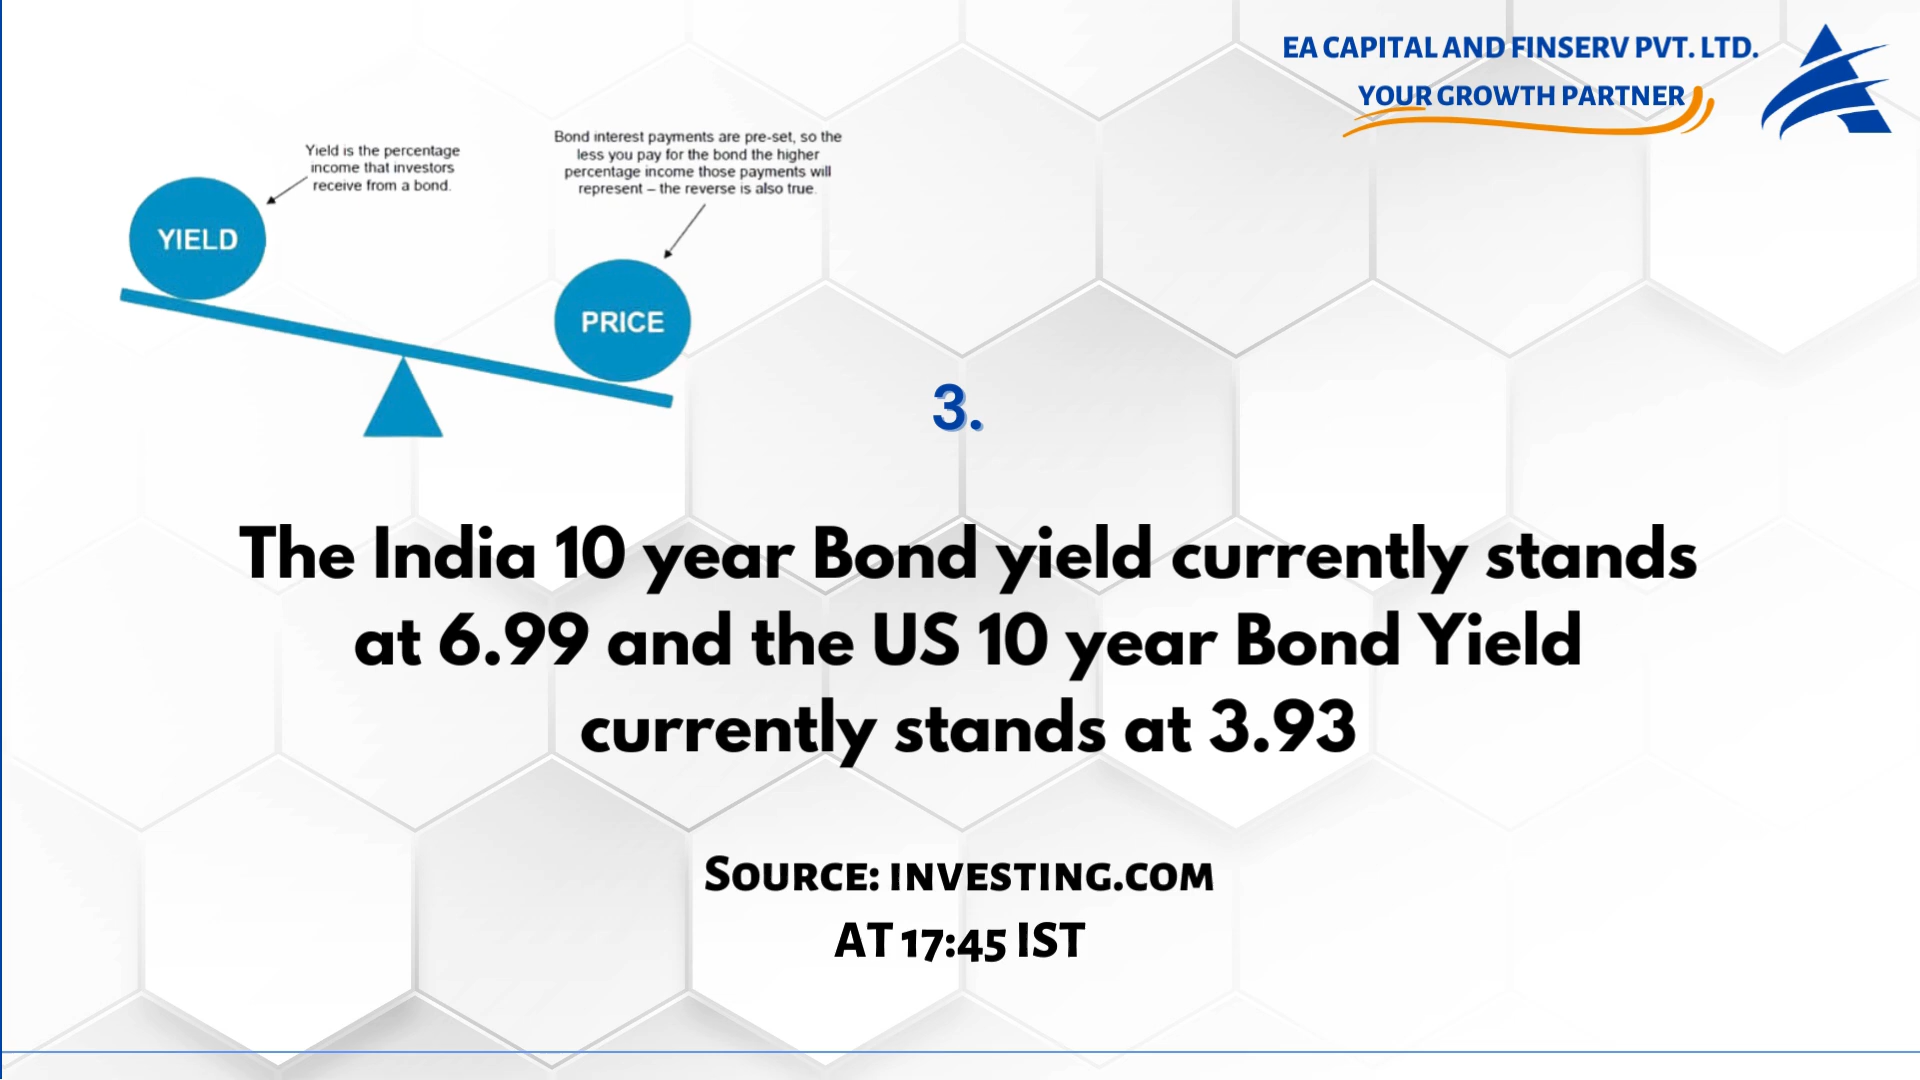 EA CAPITAL AND FINSERV PVT. LTD.
YOUR GROWTH PARTNER
Yield is the percentage
income that investors
receive from a bond.
Bond interest payments are pre-set, so the
less you pay for the bond the higher
percentage income those payments will
represent – the reverse is also true.
YIELD
PRICE
3.
The India 10 year Bond yield currently stands
at 6.99 and the US 10 year Bond Yield
currently stands at 3.93
Source: investing.com
AT 17:45 IST